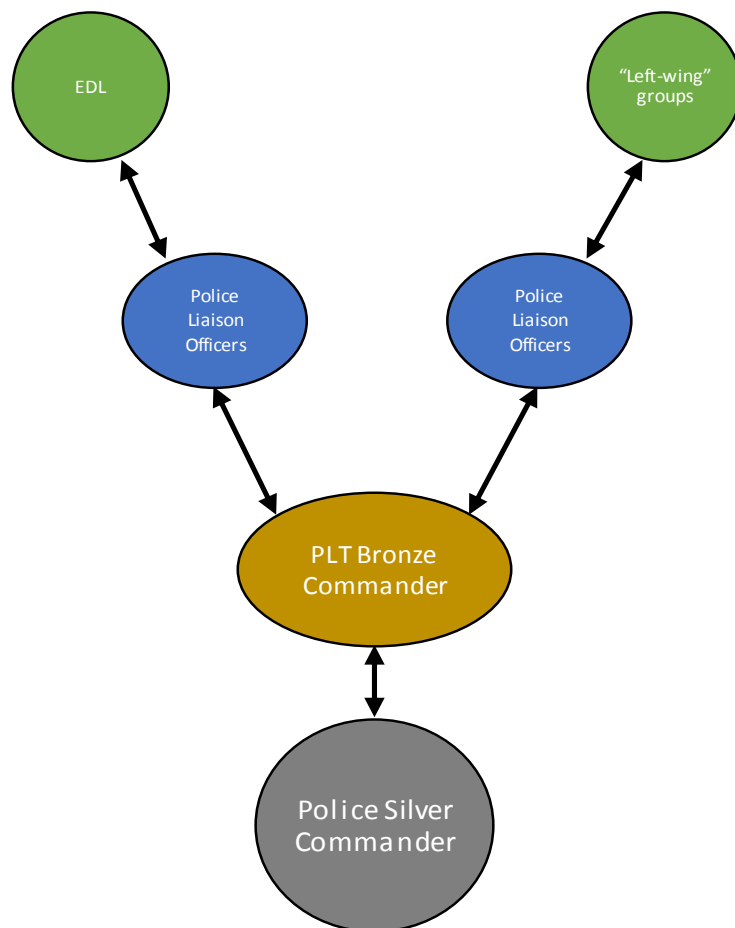 EDL
“Left-wing”
groups
Police
Liaison
Officers
Police
Liaison
Officers
PLT Bronze
Commander
Police Silver
Commander